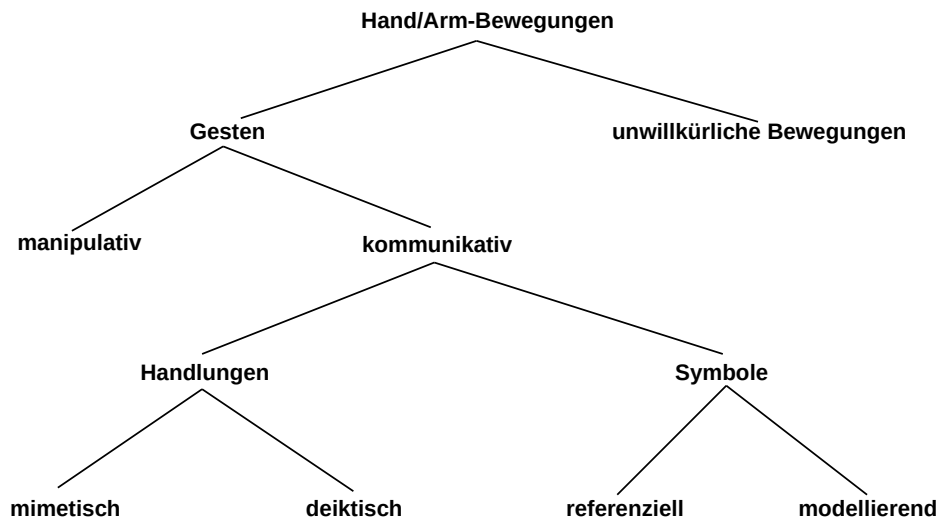 Hand/Arm-Bewegungen
Gesten
unwillkürliche Bewegungen
manipulativ
kommunikativ
Handlungen
Symbole
mimetisch
deiktisch
referenziell
modellierend